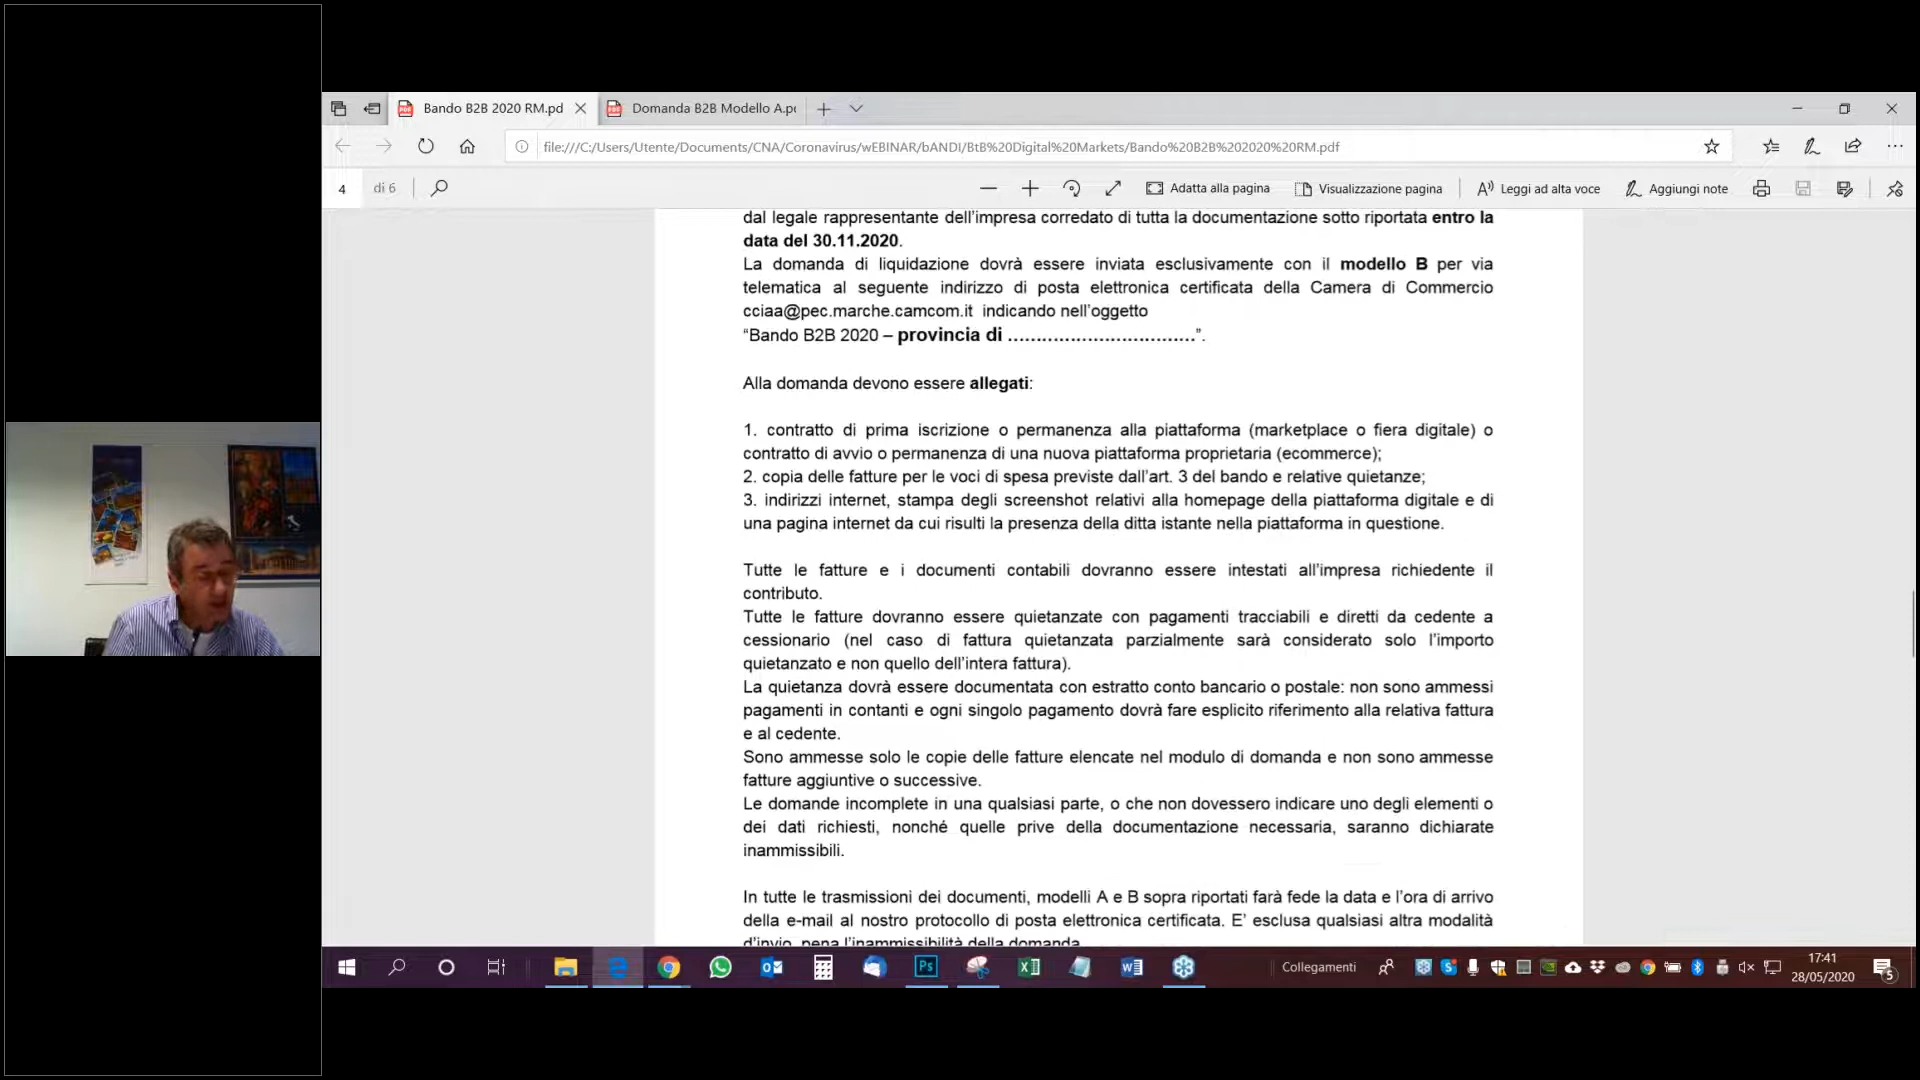 Bando B2B 2020 RM.pd
Domanda B2B Modello A.p
file:///C:/Users/Utente/Documents/CNA/Coronavirus/wEBINAR/bANDI/BtB%20Digital%20Markets/Bando%20B2B%202020%20RM.pdf
4 di 6 Adatta alla pagina Visualizzazione pagina Leggi ad alta voce Aggiungi note
dal legale rappresentante dell'impresa corredato di tutta la documentazione sotto riportata entro la
data del 30.11.2020.
La domanda di liquidazione dovrà essere inviata esclusivamente con il modello B per via
telematica al seguente indirizzo di posta elettronica certificata della Camera di Commercio
cciaa@pec.marche.camcom.it indicando nell'oggetto
“Bando B2B 2020 – provincia di ……………………………”.
Alla domanda devono essere allegati:
1. contratto di prima iscrizione o permanenza alla piattaforma (marketplace o fiera digitale) o
contratto di avvio o permanenza di una nuova piattaforma proprietaria (ecommerce);
2. copia delle fatture per le voci di spesa previste dall'art. 3 del bando e relative quietanze;
3. indirizzi internet, stampa degli screenshot relativi alla homepage della piattaforma digitale e di
una pagina internet da cui risulti la presenza della ditta istante nella piattaforma in questione.
Tutte le fatture e i documenti contabili dovranno essere intestati all'impresa richiedente il
contributo.
Tutte le fatture dovranno essere quietanzate con pagamenti tracciabili e diretti da cedente a
cessionario (nel caso di fattura quietanzata parzialmente sarà considerato solo l'importo
quietanzato e non quello dell'intera fattura).
La quietanza dovrà essere documentata con estratto conto bancario o postale: non sono ammessi
pagamenti in contanti e ogni singolo pagamento dovrà fare esplicito riferimento alla relativa fattura
e al cedente.
Sono ammesse solo le copie delle fatture elencate nel modulo di domanda e non sono ammesse
fatture aggiuntive o successive.
Le domande incomplete in una qualsiasi parte, o che non dovessero indicare uno degli elementi o
dei dati richiesti, nonché quelle prive della documentazione necessaria, saranno dichiarate
inammissibili.
In tutte le trasmissioni dei documenti, modelli A e B sopra riportati farà fede la data e l'ora di arrivo
della e-mail al nostro protocollo di posta elettronica certificata. E' esclusa qualsiasi altra modalità
d'invio, pena l'inammissibilità della domanda.
Ps
Collegamenti
17:41
28/05/2020
5